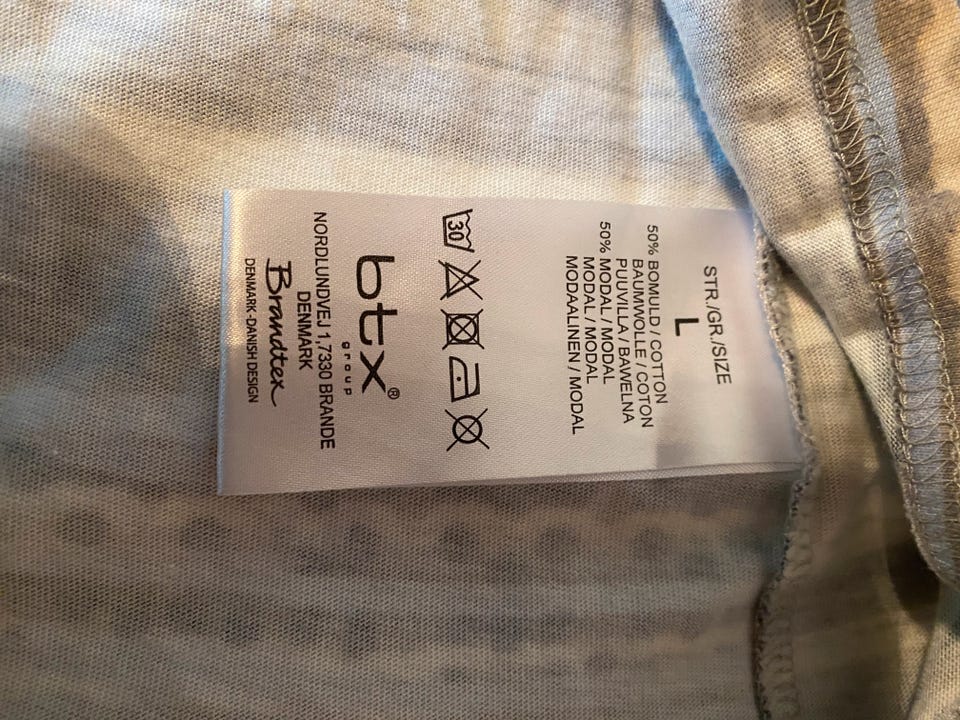 STR./GR./SIZE
L
50% BOMULD / COTTON
BAUMWOLLE / COTON
PUUVILLA / BAWELNA
50% MODAL / MODAL
MODAL / MODAL
MODAALINEN / MODAL
30
btx®
group
NORDLUNDVEJ 1,7330 BRANDE
DENMARK
Brandtex
DENMARK - DANISH DESIGN